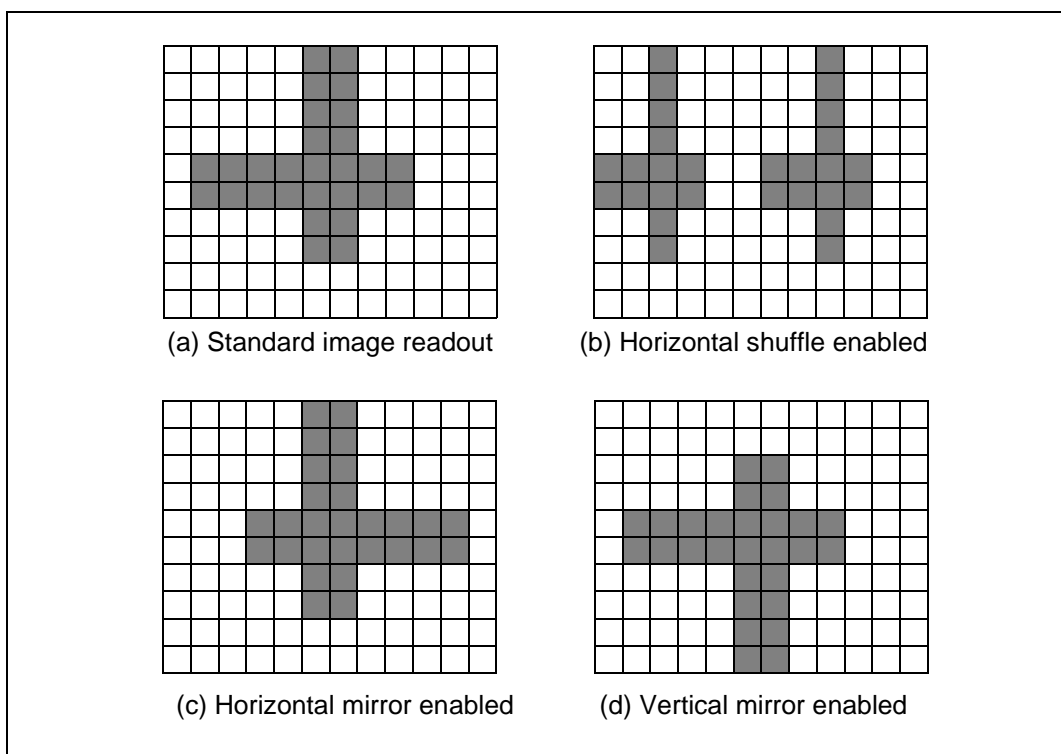 (a) Standard image readout
(b) Horizontal shuffle enabled
(c) Horizontal mirror enabled
(d) Vertical mirror enabled